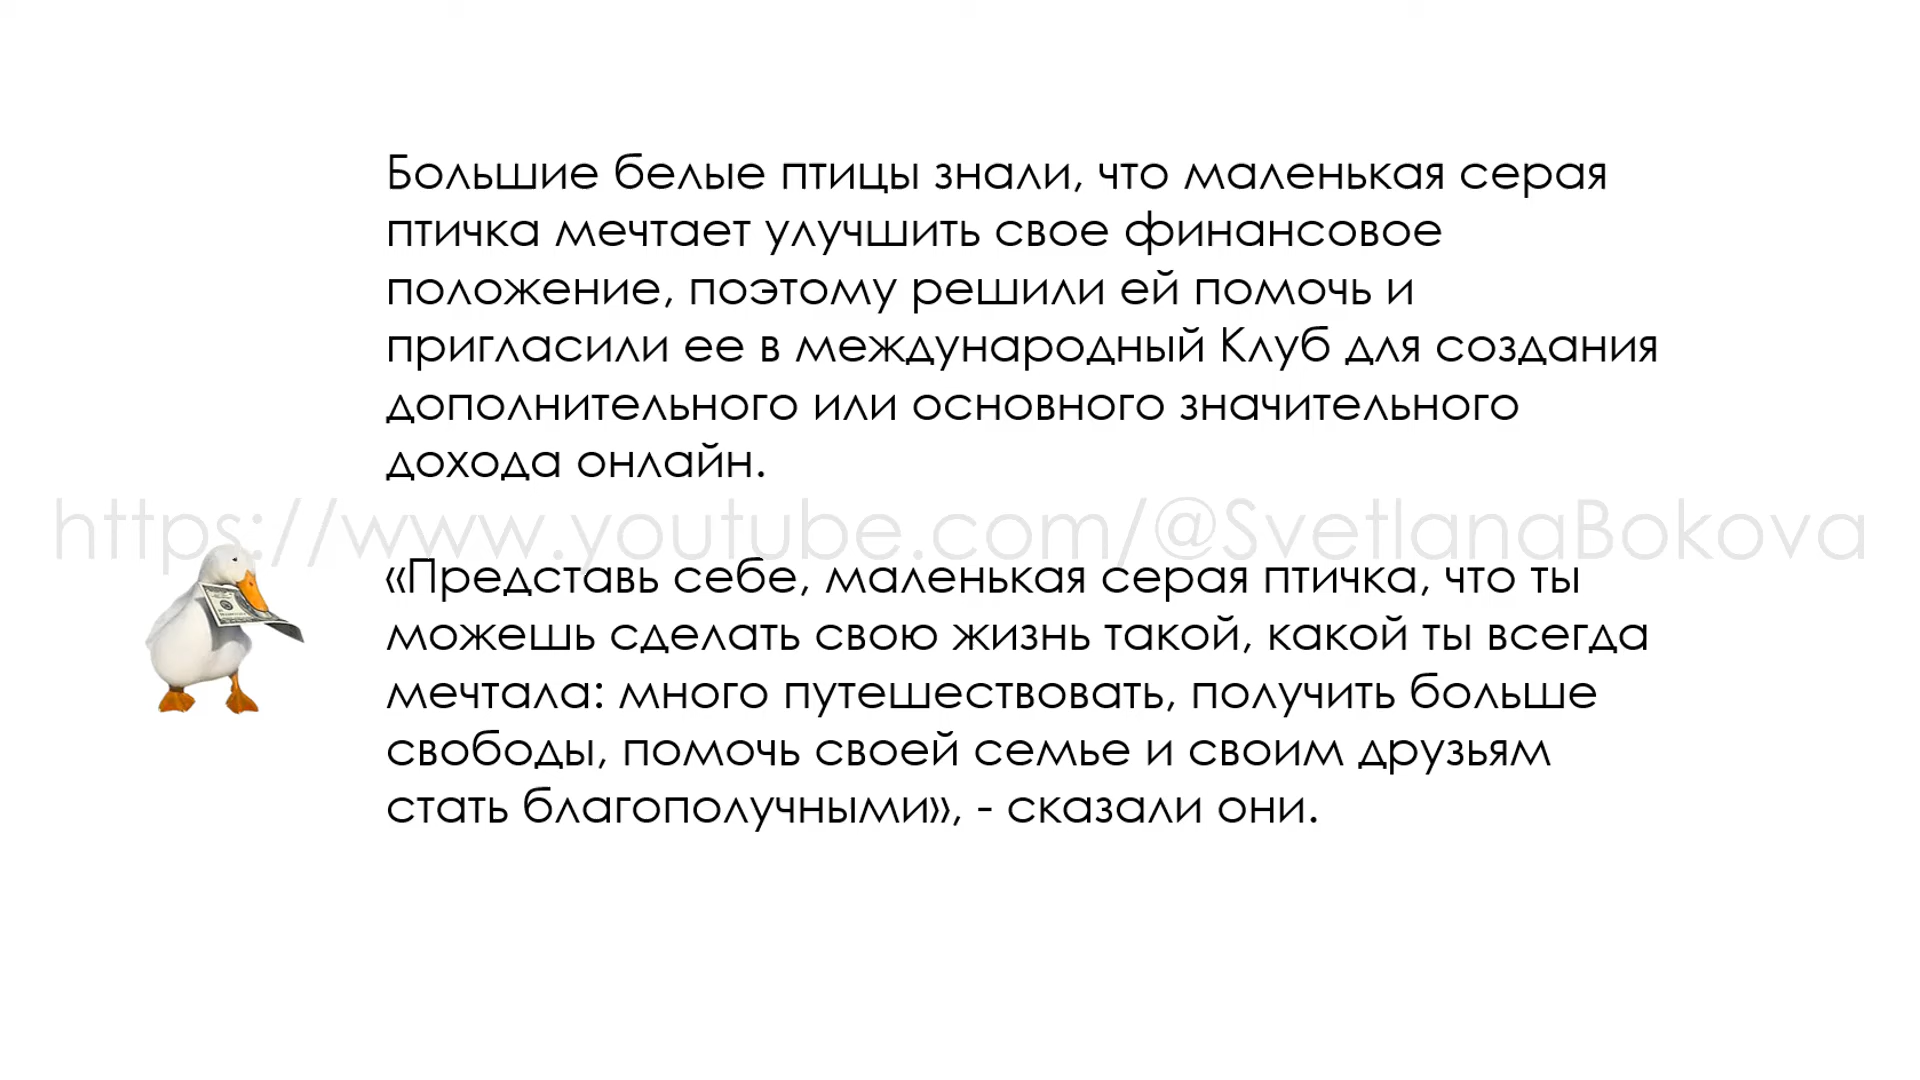 Большие белые птицы знали, что маленькая серая
птичка мечтает улучшить свое финансовое
положение, поэтому решили ей помочь и
пригласили ее в международный Клуб для создания
дополнительного или основного значительного
дохода онлайн.
https://www.youtube.com/@SvetlanaBokova
«Представь себе, маленькая серая птичка, что ты
можешь сделать свою жизнь такой, какой ты всегда
мечтала: много путешествовать, получить больше
свободы, помочь своей семье и своим друзьям
стать благополучными», - сказали они.